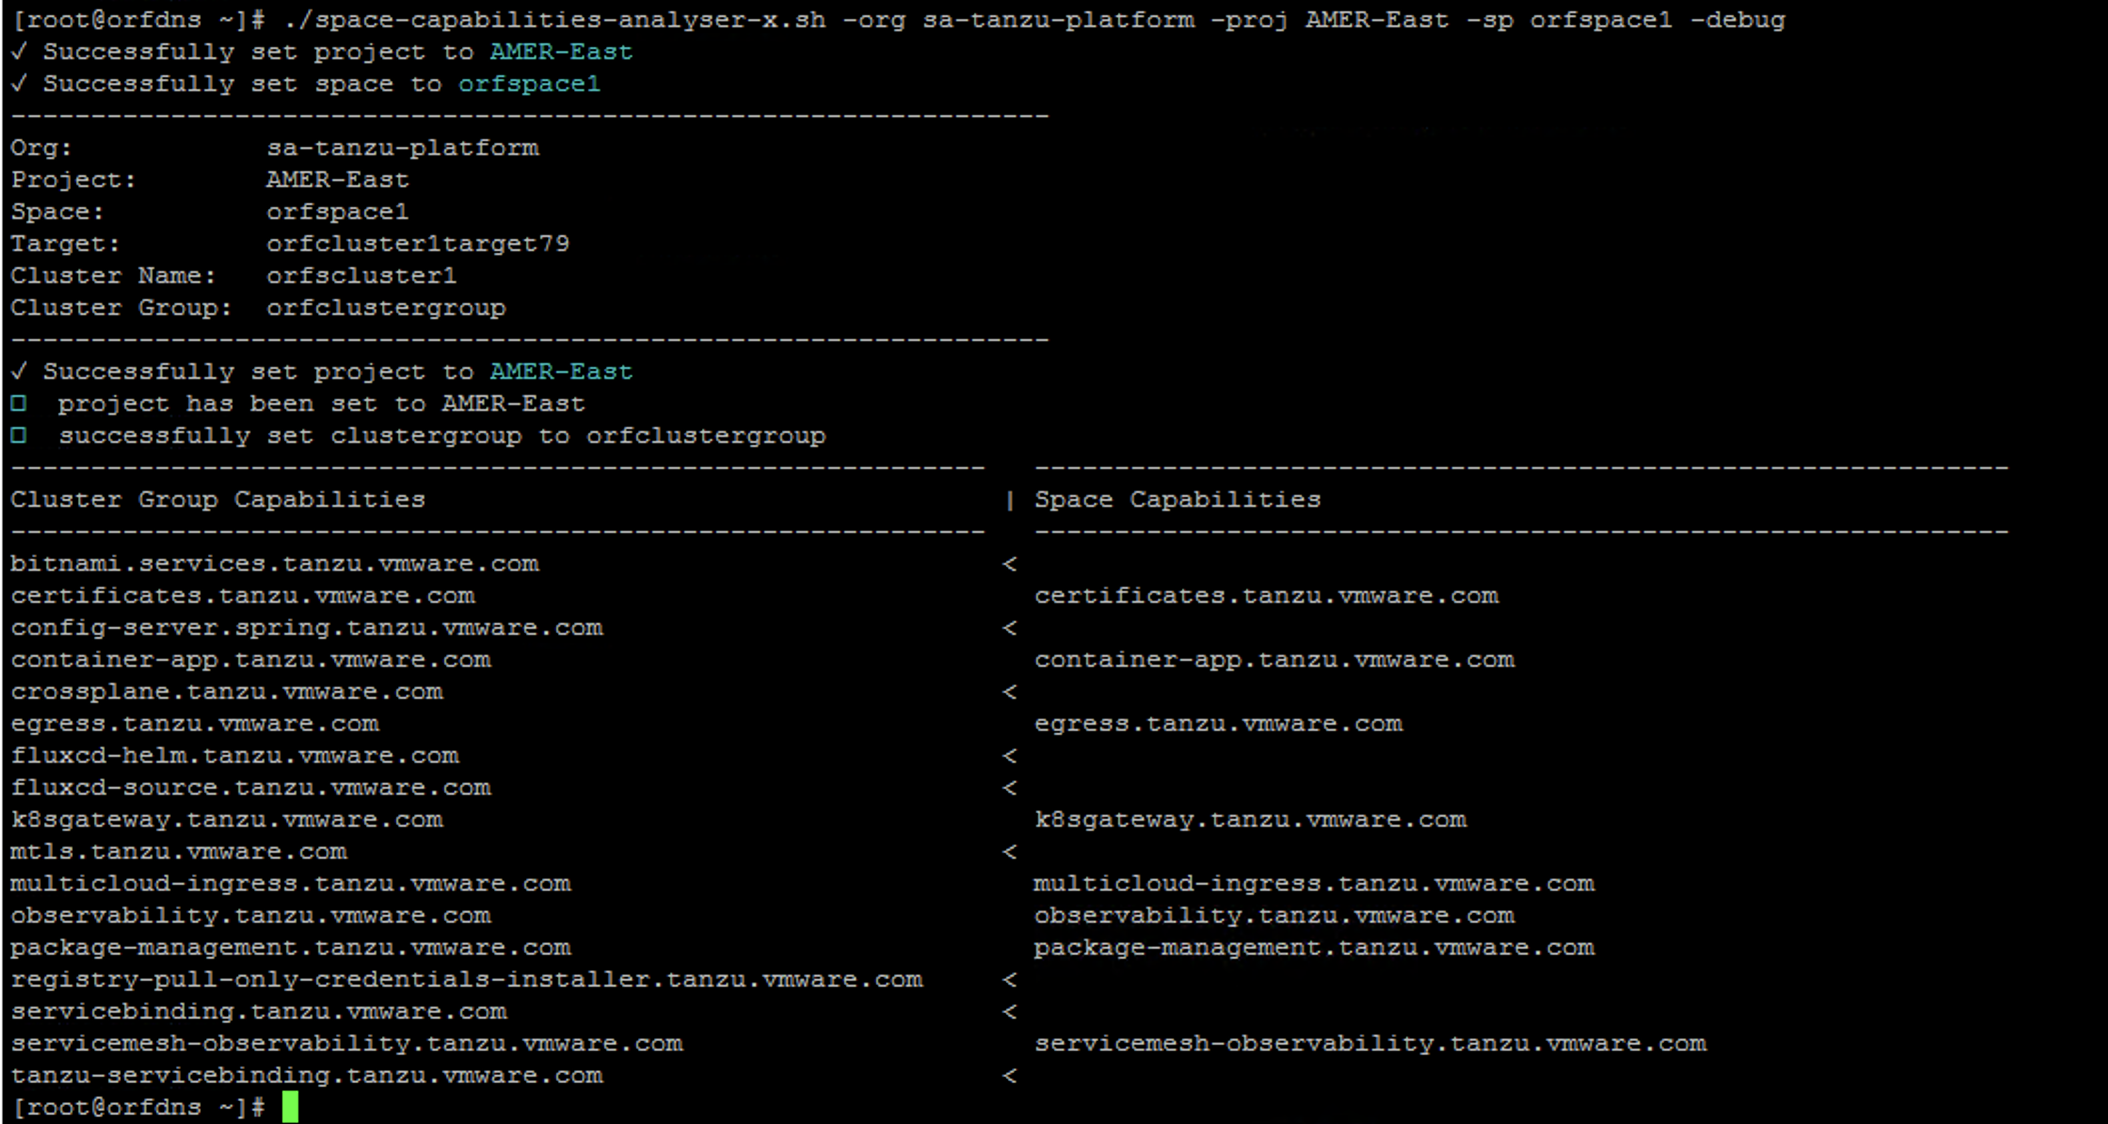 [root@orfdns ~]# ./space-capabilities-analyser-x.sh -org sa-tanzu-platform -proj AMER-East -sp orfspace1 -debug
✓ Successfully set project to AMER-East
✓ Successfully set space to orfspace1
-----------------------------------------------------------------
Org:            sa-tanzu-platform
Project:        AMER-East
Space:          orfspace1
Target:         orfcluster1target79
Cluster Name:   orfscluster1
Cluster Group:  orfclustergroup
-----------------------------------------------------------------
✓ Successfully set project to AMER-East
□  project has been set to AMER-East
□  successfully set clustergroup to orfclustergroup
-------------------------------------------------------------   -------------------------------------------------------------
Cluster Group Capabilities                                    | Space Capabilities
-------------------------------------------------------------   -------------------------------------------------------------
bitnami.services.tanzu.vmware.com                             <
certificates.tanzu.vmware.com                                   certificates.tanzu.vmware.com
config-server.spring.tanzu.vmware.com                         <
container-app.tanzu.vmware.com                                  container-app.tanzu.vmware.com
crossplane.tanzu.vmware.com                                   <
egress.tanzu.vmware.com                                         egress.tanzu.vmware.com
fluxcd-helm.tanzu.vmware.com                                  <
fluxcd-source.tanzu.vmware.com                                <
k8sgateway.tanzu.vmware.com                                     k8sgateway.tanzu.vmware.com
mtls.tanzu.vmware.com                                         <
multicloud-ingress.tanzu.vmware.com                             multicloud-ingress.tanzu.vmware.com
observability.tanzu.vmware.com                                  observability.tanzu.vmware.com
package-management.tanzu.vmware.com                             package-management.tanzu.vmware.com
registry-pull-only-credentials-installer.tanzu.vmware.com     <
servicebinding.tanzu.vmware.com                               <
servicemesh-observability.tanzu.vmware.com                      servicemesh-observability.tanzu.vmware.com
tanzu-servicebinding.tanzu.vmware.com                         <
[root@orfdns ~]#